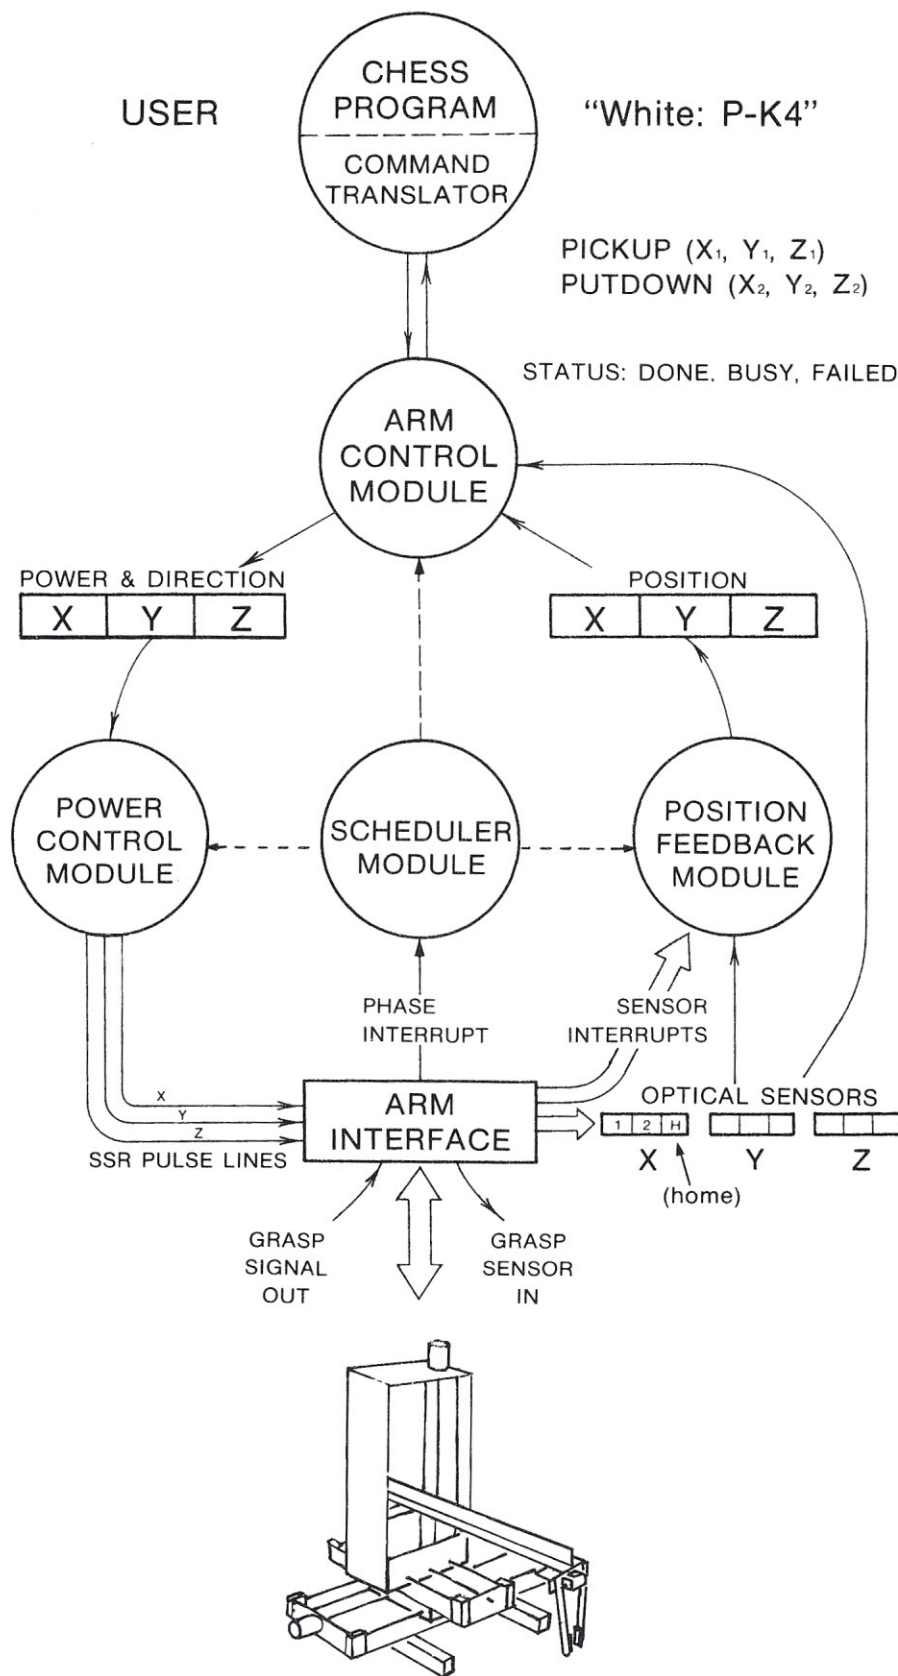 CHESS
PROGRAM
USER
“White: P-K4”
COMMAND
TRANSLATOR
PICKUP (X₁, Y₁, Z₁)
PUTDOWN (X₂, Y₂, Z₂)
STATUS: DONE, BUSY, FAILED
ARM
CONTROL
MODULE
POWER & DIRECTION
X Y Z
POSITION
X Y Z
POWER
CONTROL
MODULE
SCHEDULER
MODULE
POSITION
FEEDBACK
MODULE
PHASE
INTERRUPT
SENSOR
INTERRUPTS
X
Y
Z
SSR PULSE LINES
ARM
INTERFACE
OPTICAL SENSORS
1 2 H
X Y Z
(home)
GRASP
SIGNAL
OUT
GRASP
SENSOR
IN